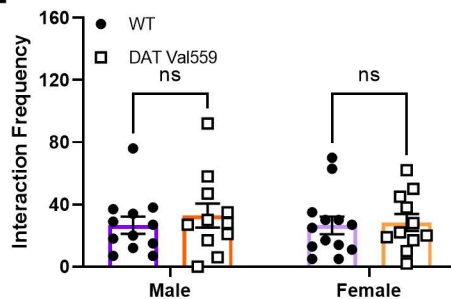 160
120
80
40
0
Interaction Frequency
WT
DAT Val559
ns
ns
Male
Female